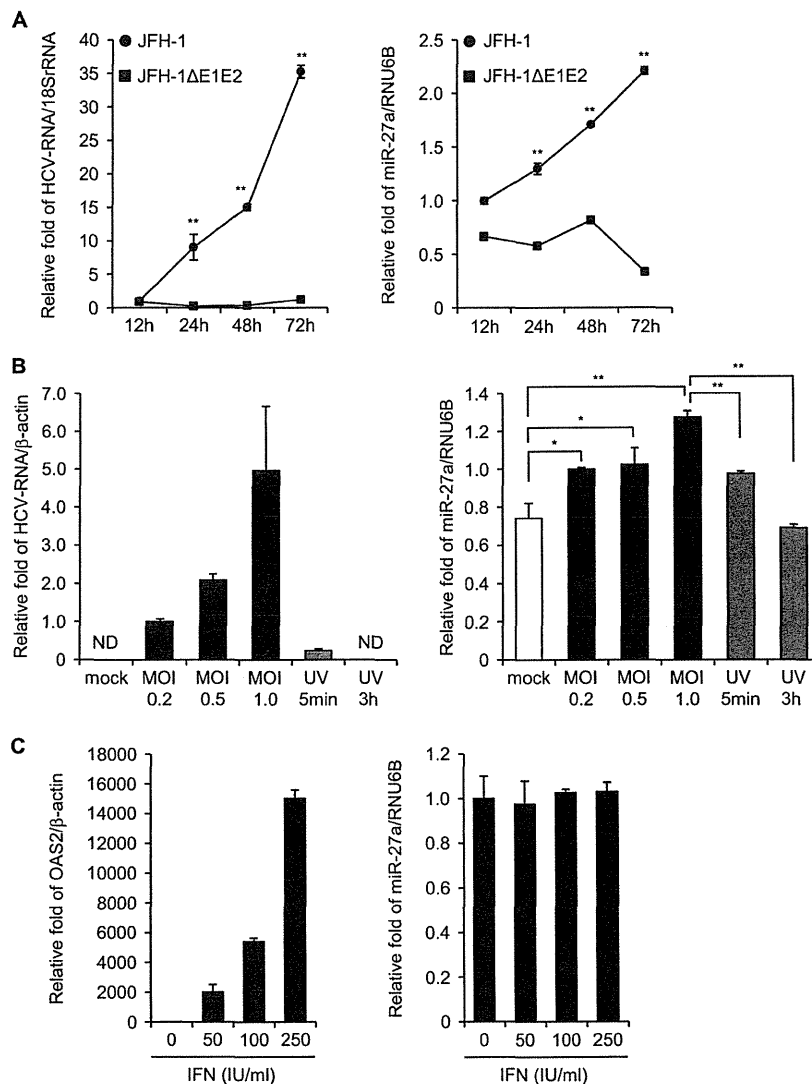 A
Relative fold of HCV-RNA/18SrRNA
40
35
30
25
20
15
10
5
0
JFH-1
JFH-1ΔE1E2
**
**
**
12h 24h 48h 72h
Relative fold of miR-27a/RNU6B
2.5
2.0
1.5
1.0
0.5
0
JFH-1
JFH-1ΔE1E2
**
**
**
12h 24h 48h 72h
B
Relative fold of HCV-RNA/β-actin
7.0
6.0
5.0
4.0
3.0
2.0
1.0
0
ND
ND
mock MOI MOI MOI UV UV
0.2 0.5 1.0 5min 3h
Relative fold of miR-27a/RNU6B
1.4
1.2
1.0
0.8
0.6
0.4
0.2
0
**
**
**
*
*
mock MOI MOI MOI UV UV
0.2 0.5 1.0 5min 3h
C
Relative fold of OAS2/β-actin
18000
16000
14000
12000
10000
8000
6000
4000
2000
0
0 50 100 250
IFN (IU/ml)
Relative fold of miR-27a/RNU6B
1.2
1.0
0.8
0.6
0.4
0.2
0
0 50 100 250
IFN (IU/ml)